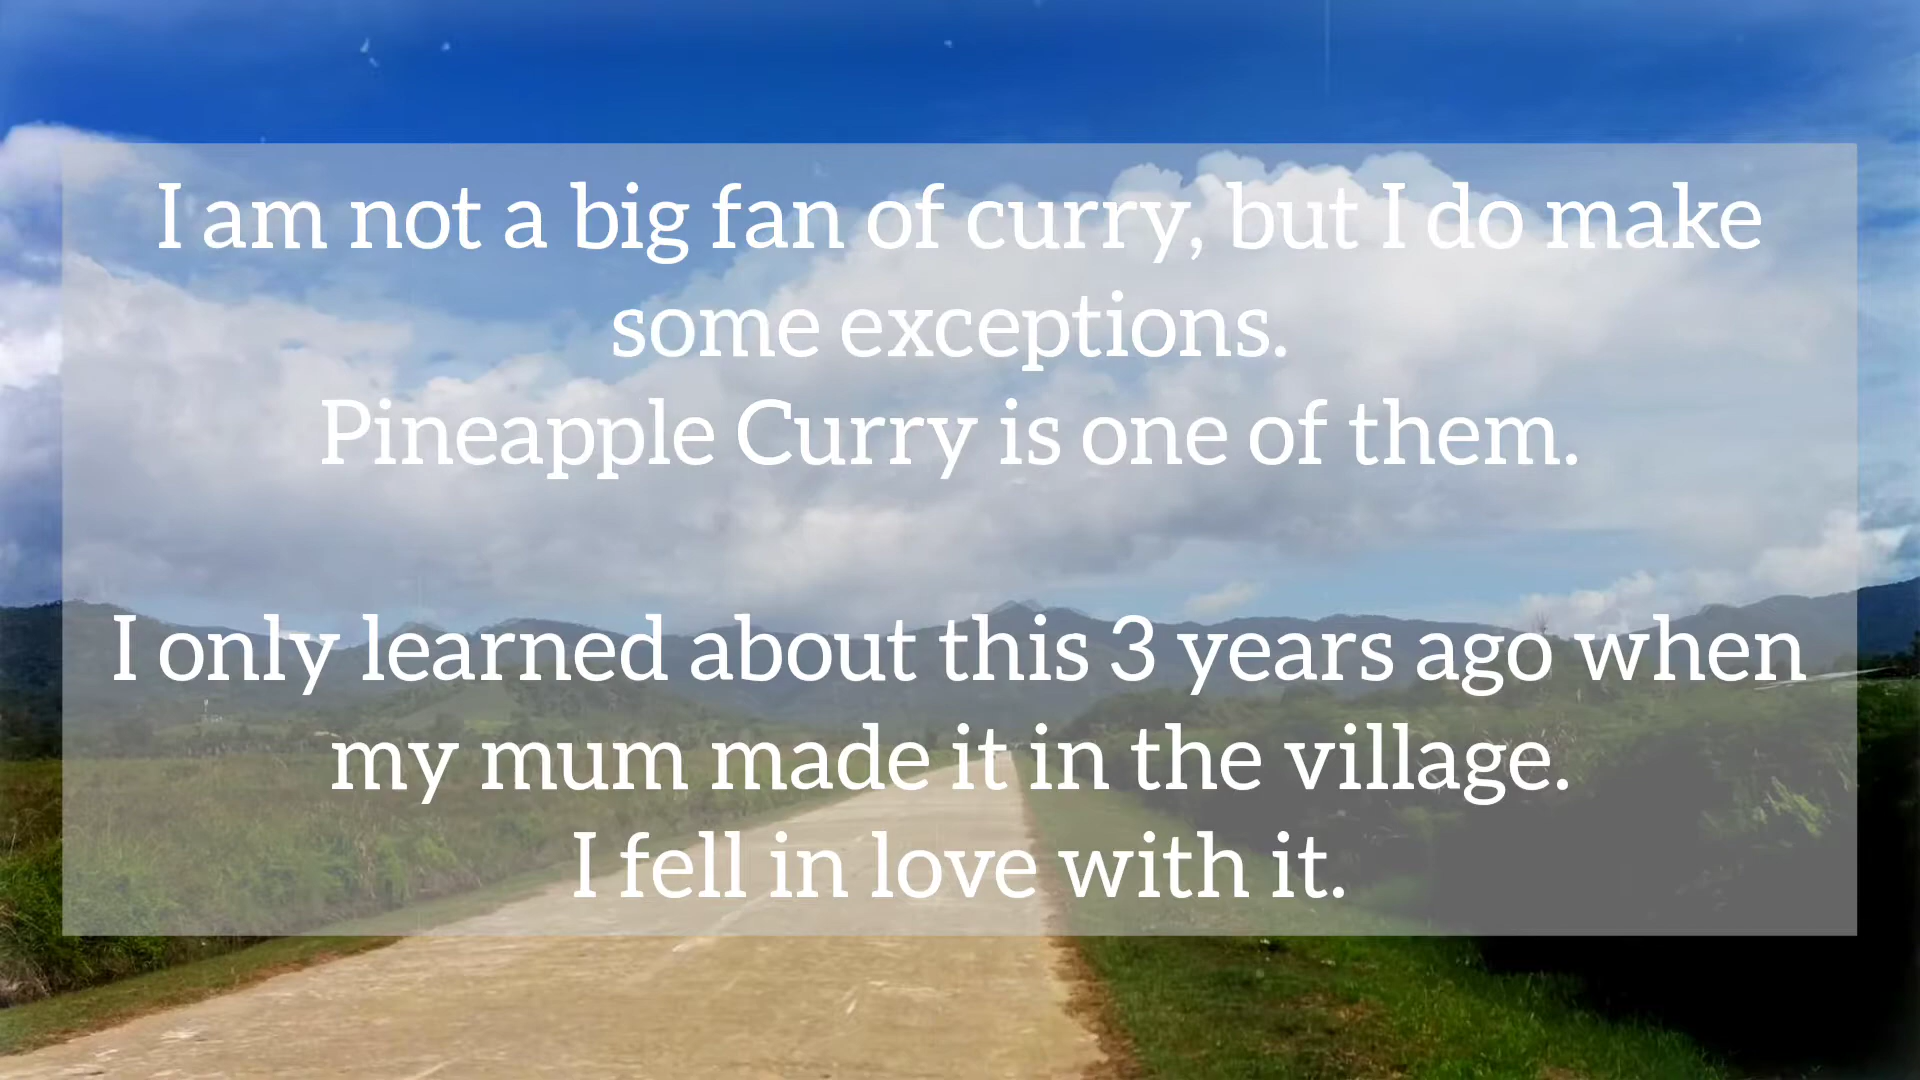 I am not a big fan of curry, but I do make
some exceptions.
Pineapple Curry is one of them.
I only learned about this 3 years ago when
my mum made it in the village.
I fell in love with it.